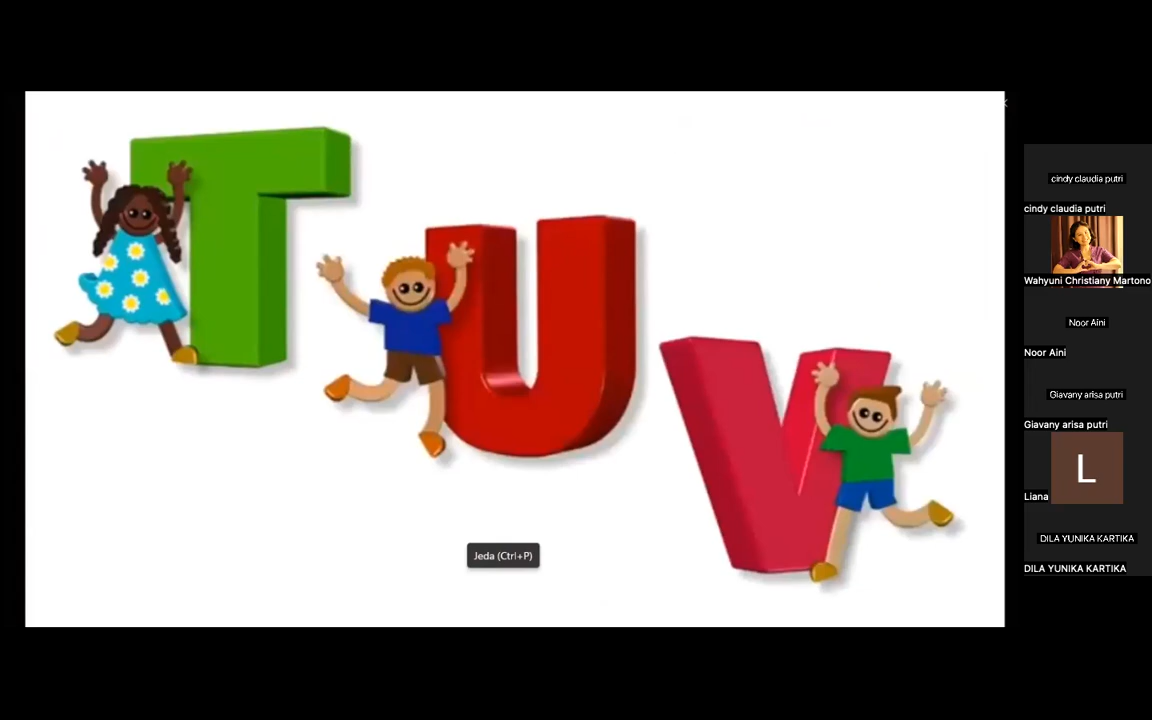 T U V
Jeda (Ctrl+P)
cindy claudia putri
cindy claudia putri
Wahyuni Christiany Martono
Noor Aini
Noor Aini
Giavany arisa putri
Giavany arisa putri
L
Liana
DILA YUNIKA KARTIKA
DILA YUNIKA KARTIKA